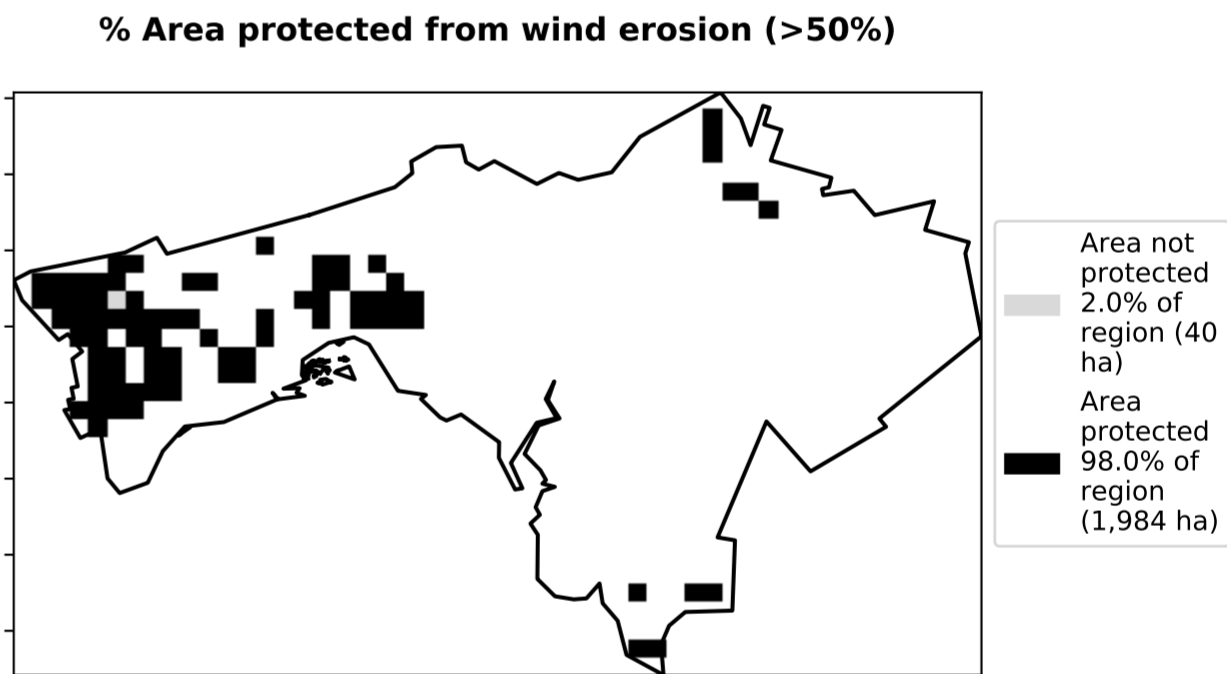 % Area protected from wind erosion (>50%)
Area not
protected
2.0% of
region (40
ha)
Area
protected
98.0% of
region
(1,984 ha)